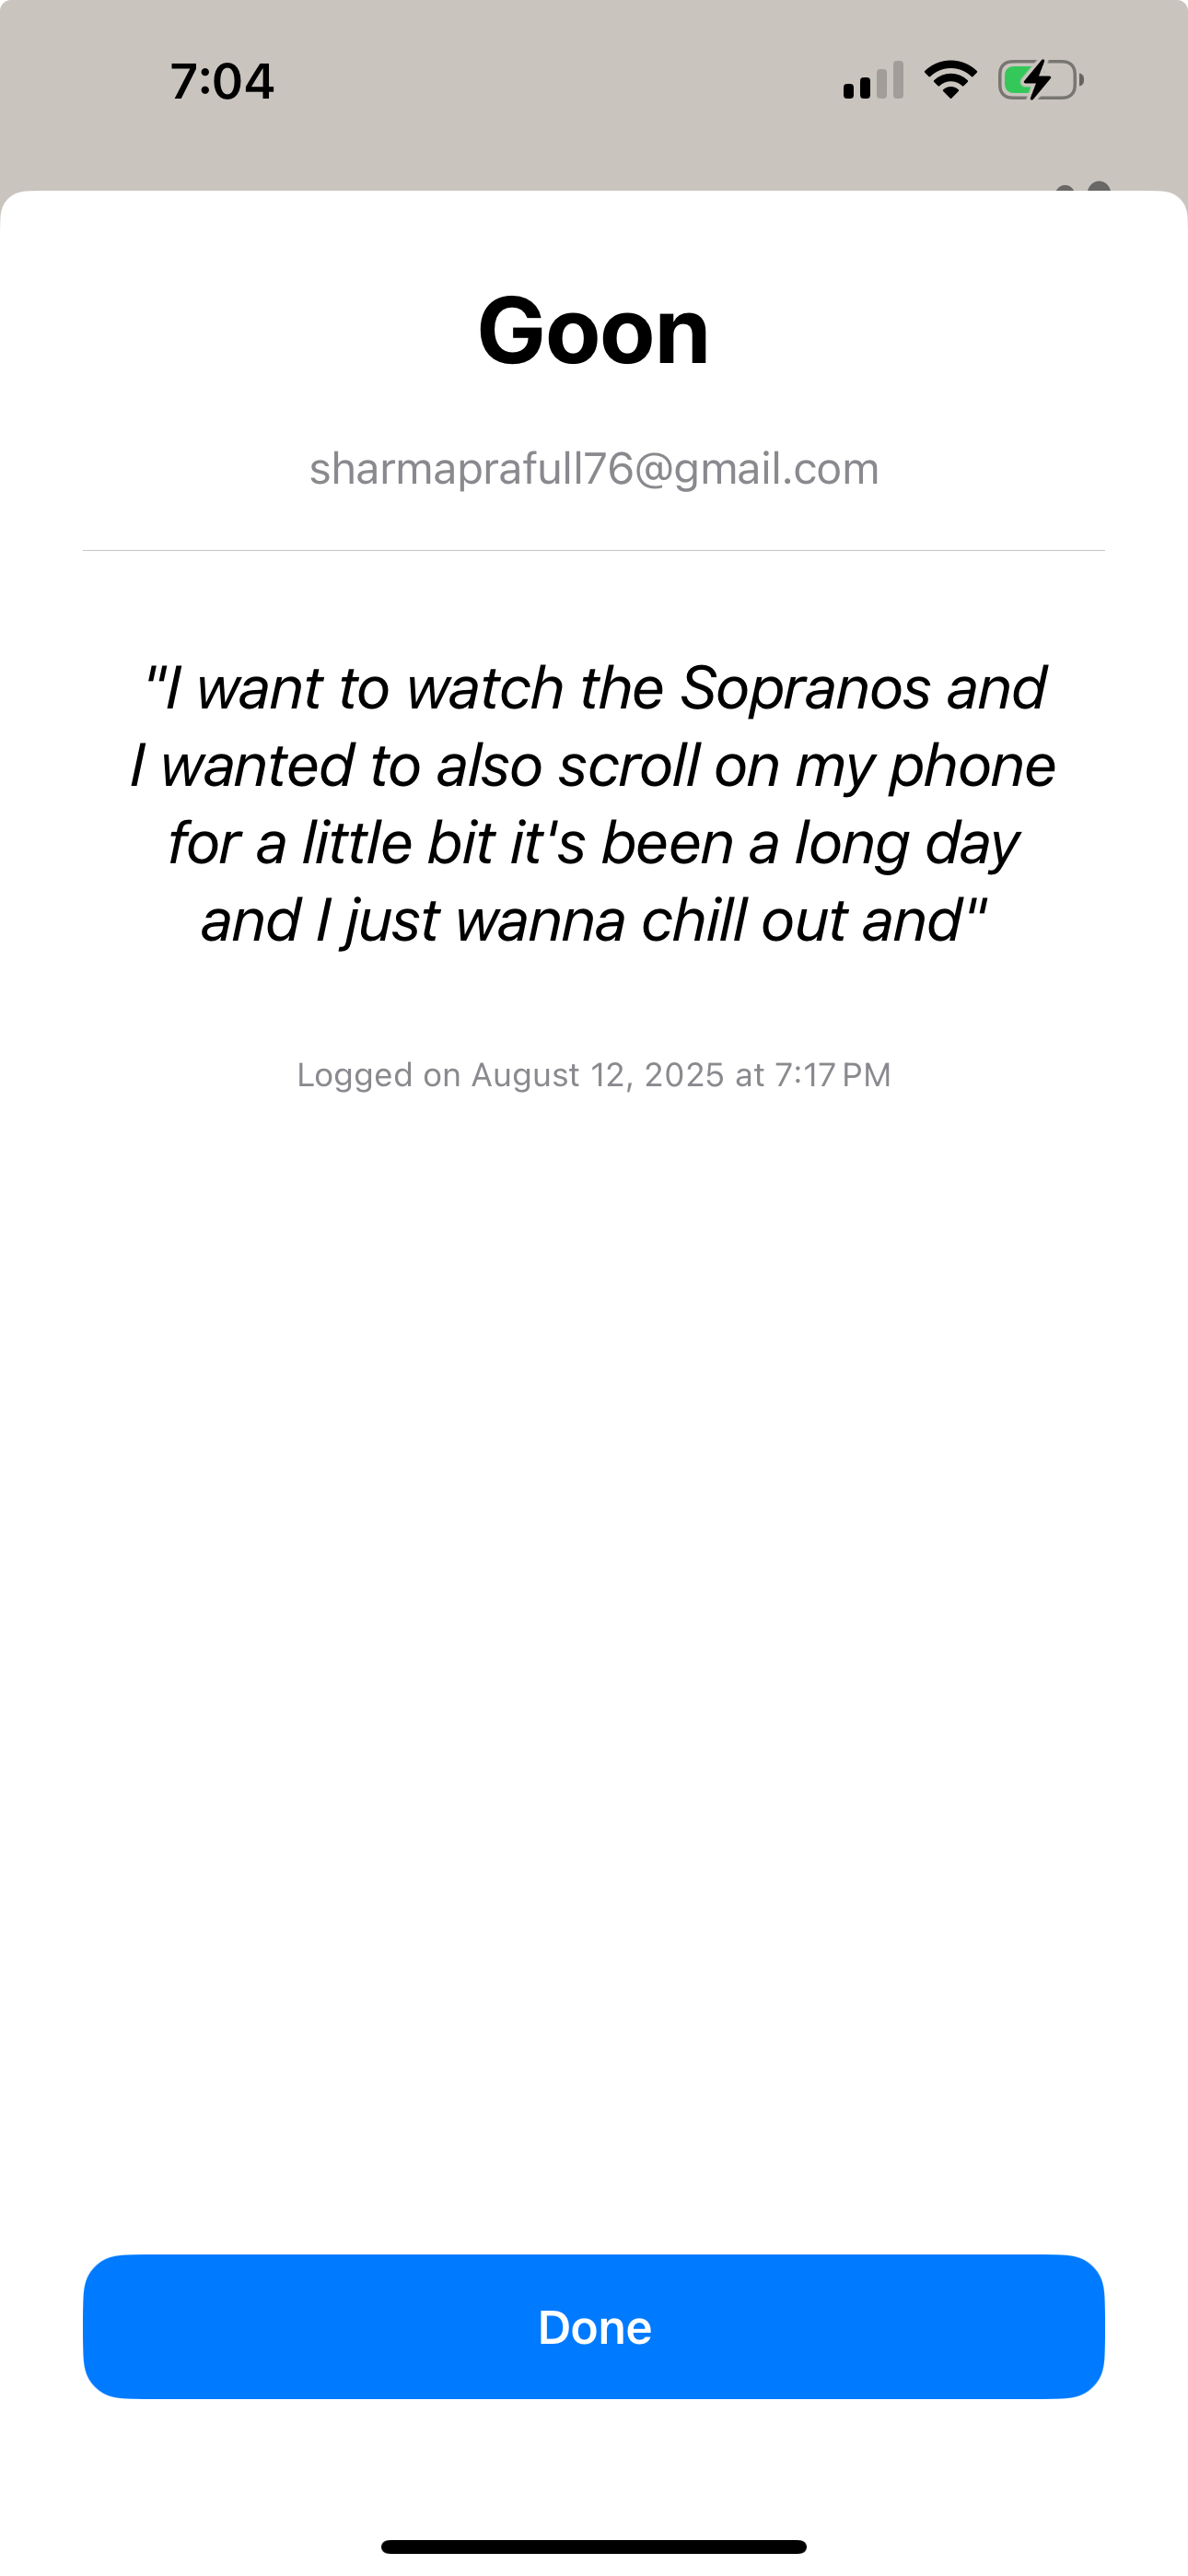 7:04
Goon
sharmaprafull76@gmail.com
"I want to watch the Sopranos and
I wanted to also scroll on my phone
for a little bit it's been a long day
and I just wanna chill out and"
Logged on August 12, 2025 at 7:17 PM
Done